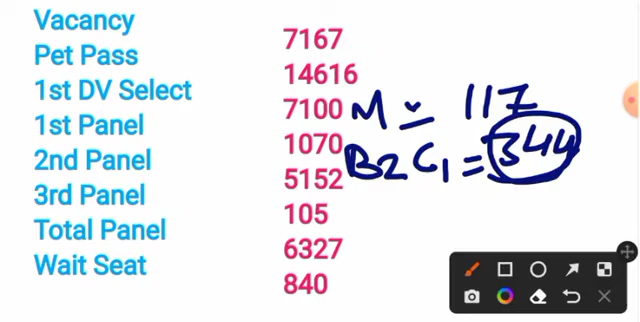 Vacancy 7167
Pet Pass 14616
1st DV Select 7100
1st Panel 1070
2nd Panel 5152
3rd Panel 105
Total Panel 6327
Wait Seat 840
M = 117
B2C1 = 344